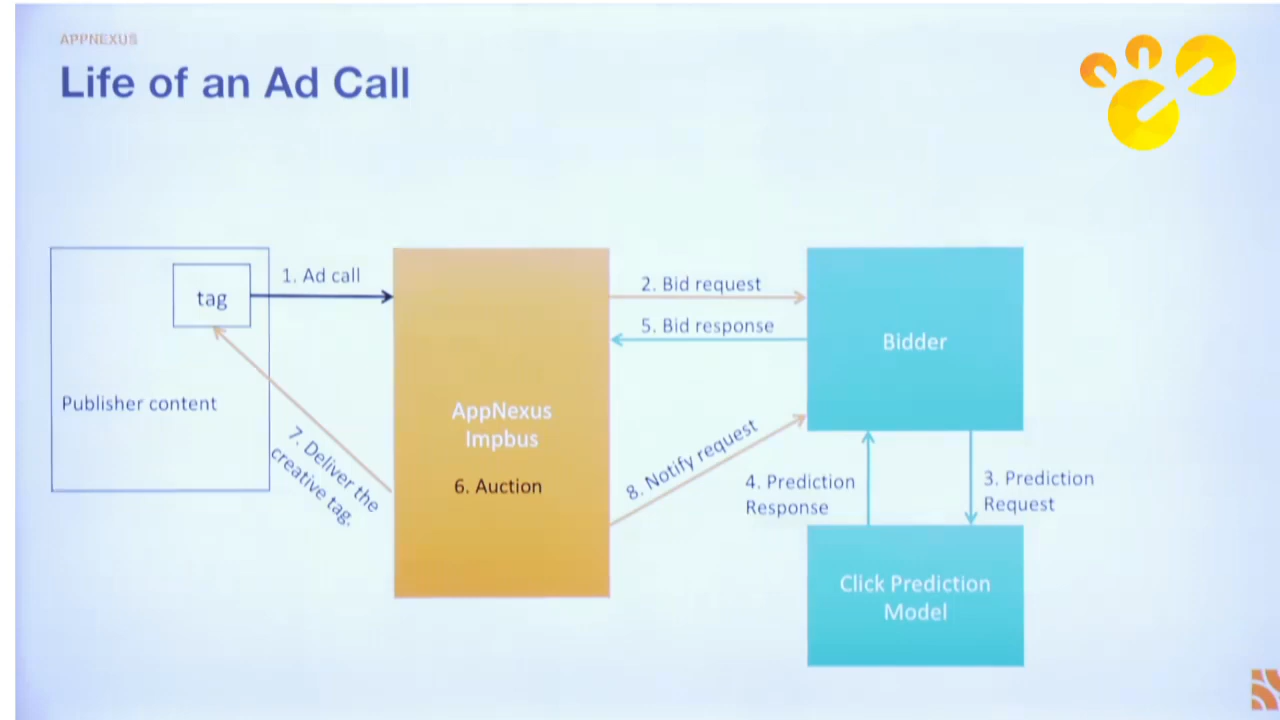 APPNEXUS
Life of an Ad Call
tag
Publisher content
1. Ad call
7. Deliver the
creative tag.
AppNexus
Impbus
6. Auction
2. Bid request
5. Bid response
8. Notify request
Bidder
4. Prediction
Response
3. Prediction
Request
Click Prediction
Model